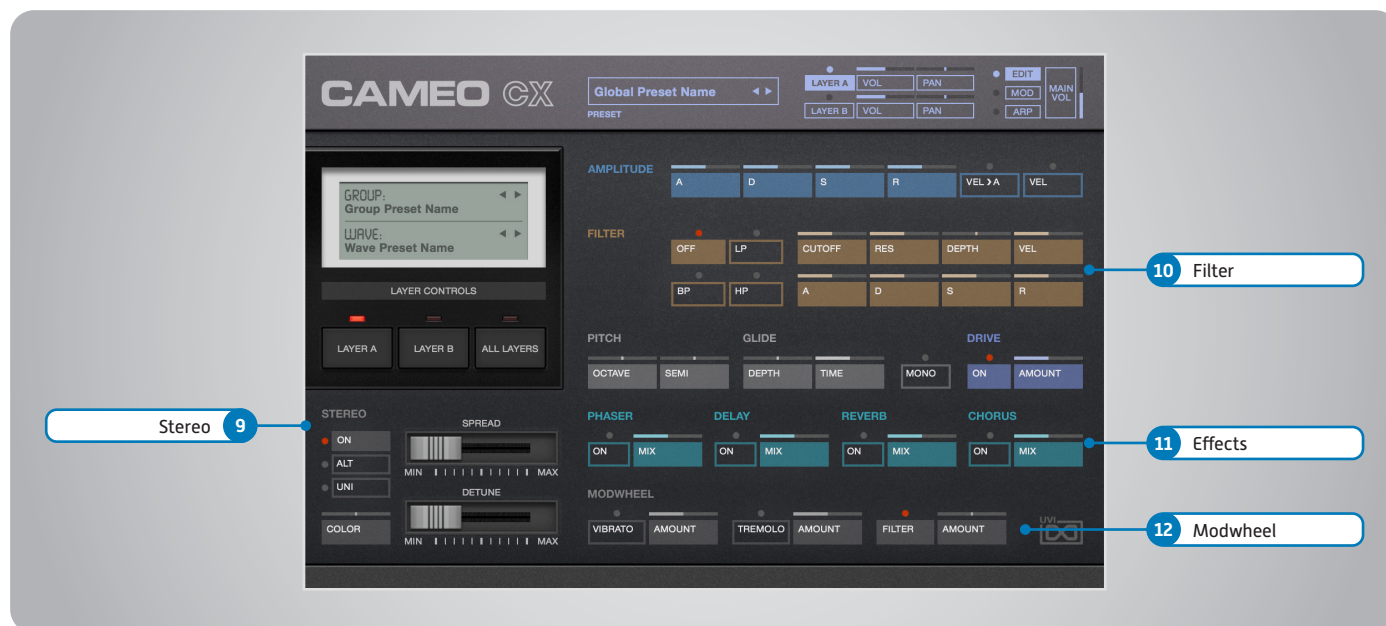 CAMEO CX
Global Preset Name
PRESET
LAYER A VOL PAN
LAYER B VOL PAN
EDIT
MOD
ARP
MAIN
VOL
GROUP:
Group Preset Name
WAVE:
Wave Preset Name
LAYER CONTROLS
LAYER A LAYER B ALL LAYERS
AMPLITUDE
A D S R VEL > A VEL
FILTER
OFF LP CUTOFF RES DEPTH VEL
BP HP A D S R
10 Filter
PITCH GLIDE DRIVE
OCTAVE SEMI DEPTH TIME MONO ON AMOUNT
Stereo 9
STEREO
ON
ALT
UNI
COLOR
SPREAD
MIN MAX
DETUNE
MIN MAX
PHASER DELAY REVERB CHORUS
ON MIX ON MIX ON MIX ON MIX
11 Effects
MODWHEEL
VIBRATO AMOUNT TREMOLO AMOUNT FILTER AMOUNT
UVI
12 Modwheel